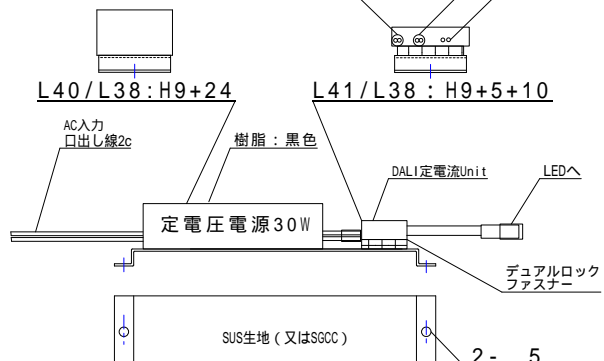 L40/L38:H9+24
L41/L38：H9+5+10
AC入力
口出し線2c
樹脂：黒色
DALI定電流Unit
LEDへ
定電圧電源30W
デュアルロック
ファスナー
SUS生地（又はSGCC）
2-　5